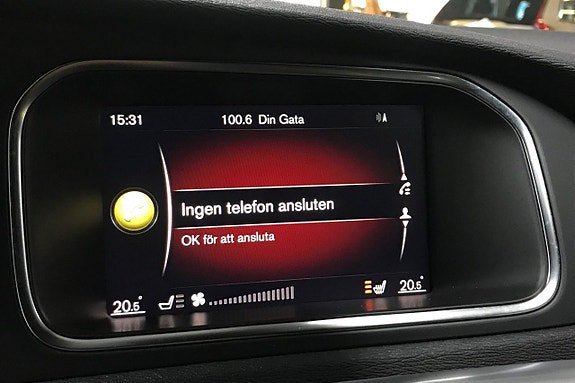 15:31
100.6 Din Gata
Ingen telefon ansluten
OK för att ansluta
20.5°
20.5°